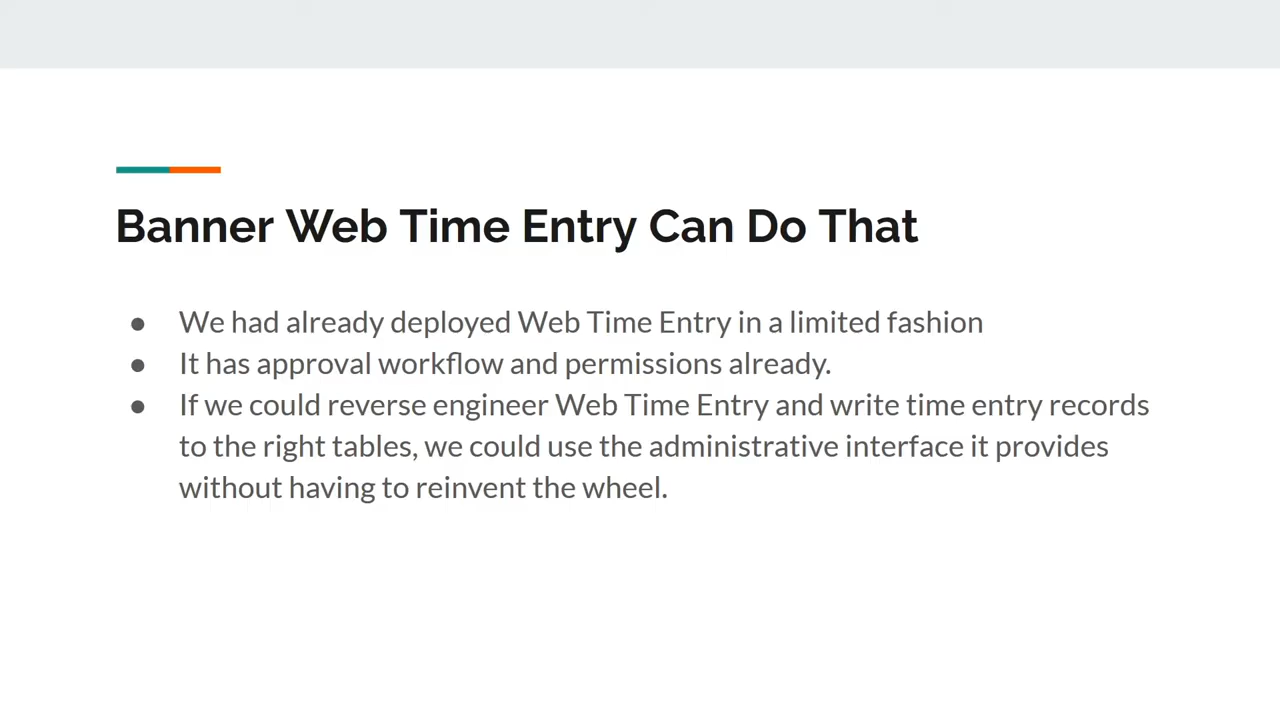 Banner Web Time Entry Can Do That
● We had already deployed Web Time Entry in a limited fashion
● It has approval workflow and permissions already.
● If we could reverse engineer Web Time Entry and write time entry records
to the right tables, we could use the administrative interface it provides
without having to reinvent the wheel.